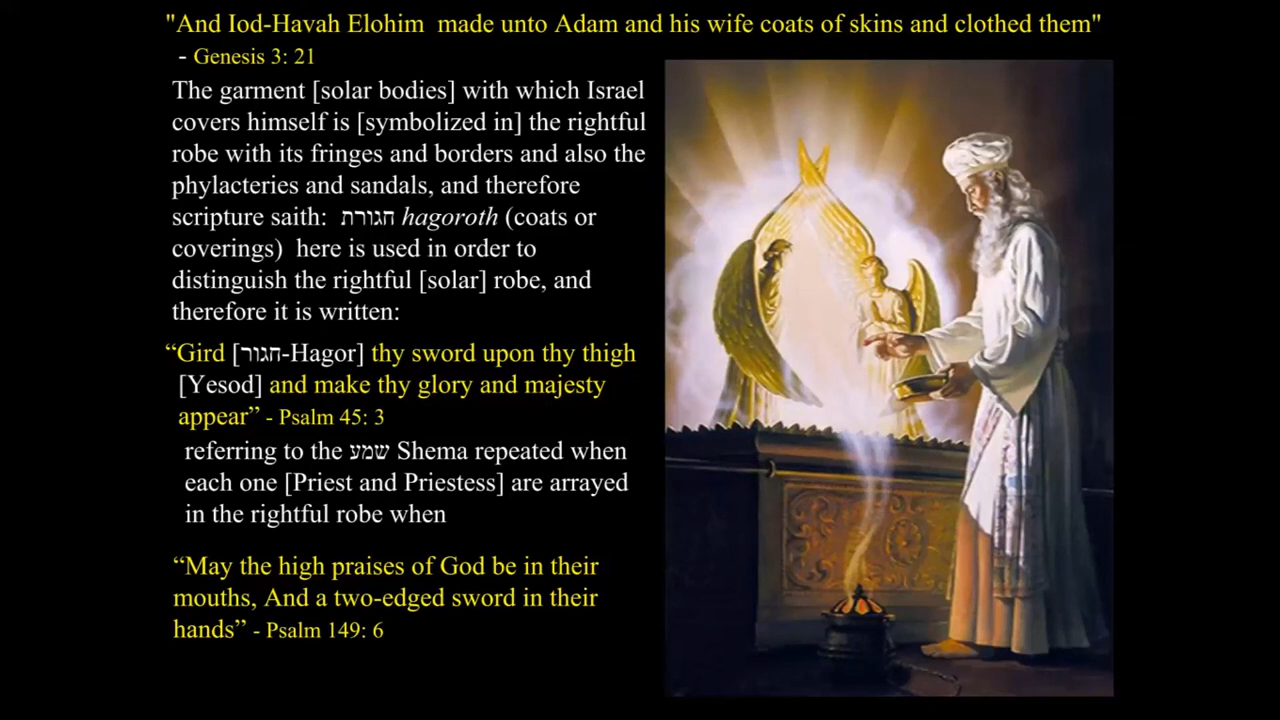 "And Iod-Havah Elohim  made unto Adam and his wife coats of skins and clothed them"
- Genesis 3: 21
The garment [solar bodies] with which Israel
covers himself is [symbolized in] the rightful
robe with its fringes and borders and also the
phylacteries and sandals, and therefore
scripture saith:  חגורת hagoroth (coats or
coverings)  here is used in order to
distinguish the rightful [solar] robe, and
therefore it is written:
“Gird [חגור-Hagor] thy sword upon thy thigh
[Yesod] and make thy glory and majesty
appear” - Psalm 45: 3
referring to the שמע Shema repeated when
each one [Priest and Priestess] are arrayed
in the rightful robe when
“May the high praises of God be in their
mouths, And a two-edged sword in their
hands” - Psalm 149: 6